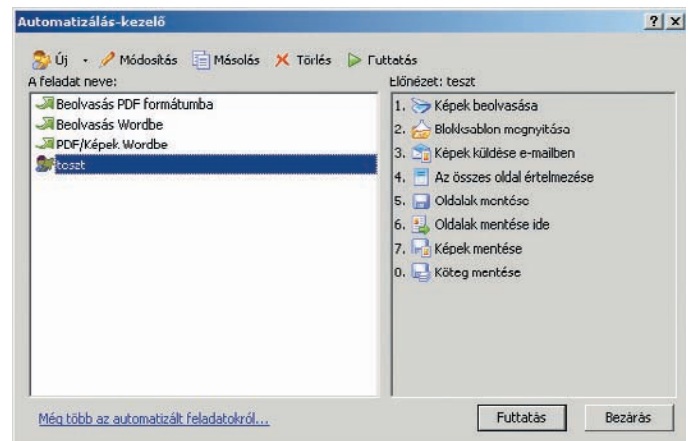 Automatizálás-kezelő
Új Módosítás Másolás Törlés Futtatás
A feladat neve:
Előnézet: teszt
Beolvasás PDF formátumba
Beolvasás Wordbe
PDF/Képek Wordbe
teszt
1. Képek beolvasása
2. Blokksablon megnyitása
3. Képek küldése e-mailben
4. Az összes oldal értelmezése
5. Oldalak mentése
6. Oldalak mentése ide
7. Képek mentése
8. Köteg mentése
Még több az automatizált feladatokról...
Futtatás Bezárás